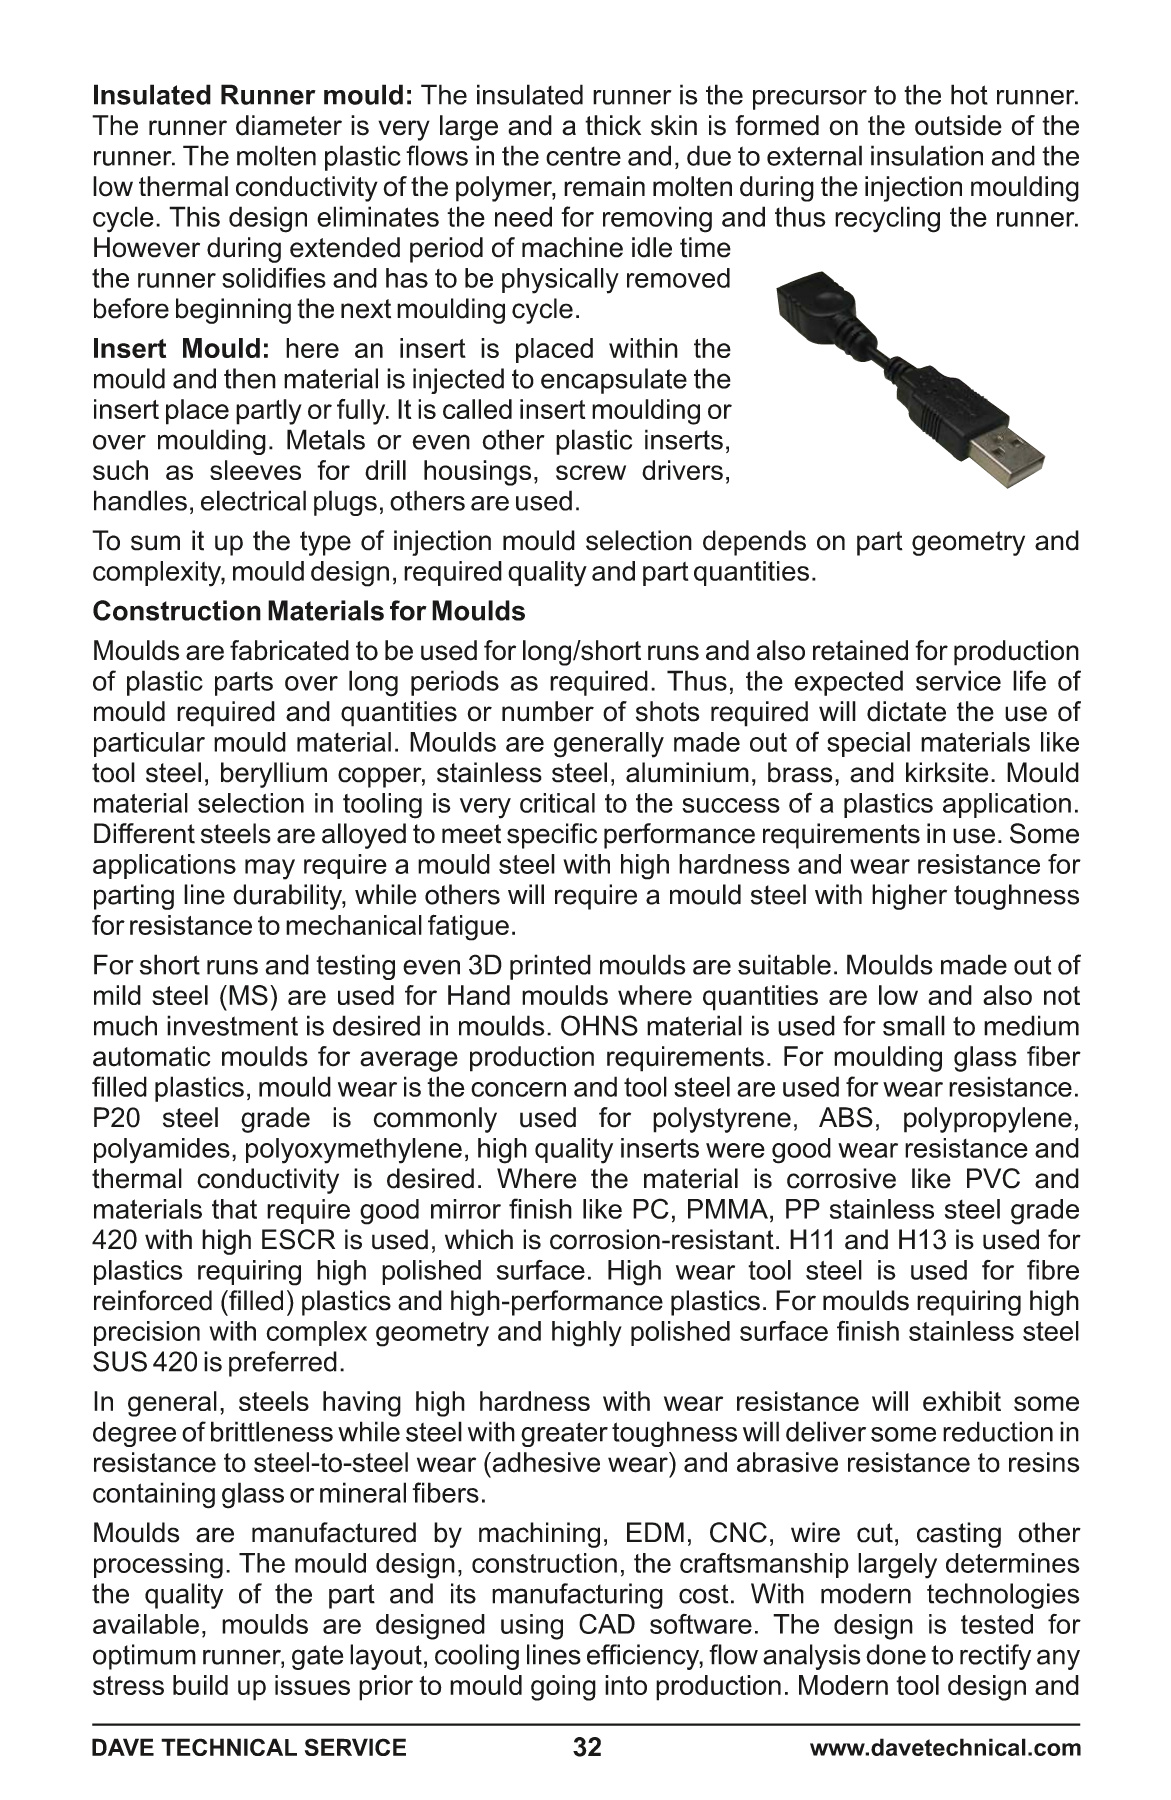 Insulated Runner mould: The insulated runner is the precursor to the hot runner.
The runner diameter is very large and a thick skin is formed on the outside of the
runner. The molten plastic flows in the centre and, due to external insulation and the
low thermal conductivity of the polymer, remain molten during the injection moulding
cycle. This design eliminates the need for removing and thus recycling the runner.
However during extended period of machine idle time
the runner solidifies and has to be physically removed
before beginning the next moulding cycle.
Insert Mould: here an insert is placed within the
mould and then material is injected to encapsulate the
insert place partly or fully. It is called insert moulding or
over moulding. Metals or even other plastic inserts,
such as sleeves for drill housings, screw drivers,
handles, electrical plugs, others are used.
To sum it up the type of injection mould selection depends on part geometry and
complexity, mould design, required quality and part quantities.
Construction Materials for Moulds
Moulds are fabricated to be used for long/short runs and also retained for production
of plastic parts over long periods as required. Thus, the expected service life of
mould required and quantities or number of shots required will dictate the use of
particular mould material. Moulds are generally made out of special materials like
tool steel, beryllium copper, stainless steel, aluminium, brass, and kirksite. Mould
material selection in tooling is very critical to the success of a plastics application.
Different steels are alloyed to meet specific performance requirements in use. Some
applications may require a mould steel with high hardness and wear resistance for
parting line durability, while others will require a mould steel with higher toughness
for resistance to mechanical fatigue.
For short runs and testing even 3D printed moulds are suitable. Moulds made out of
mild steel (MS) are used for Hand moulds where quantities are low and also not
much investment is desired in moulds. OHNS material is used for small to medium
automatic moulds for average production requirements. For moulding glass fiber
filled plastics, mould wear is the concern and tool steel are used for wear resistance.
P20 steel grade is commonly used for polystyrene, ABS, polypropylene,
polyamides, polyoxymethylene, high quality inserts were good wear resistance and
thermal conductivity is desired. Where the material is corrosive like PVC and
materials that require good mirror finish like PC, PMMA, PP stainless steel grade
420 with high ESCR is used, which is corrosion-resistant. H11 and H13 is used for
plastics requiring high polished surface. High wear tool steel is used for fibre
reinforced (filled) plastics and high-performance plastics. For moulds requiring high
precision with complex geometry and highly polished surface finish stainless steel
SUS 420 is preferred.
In general, steels having high hardness with wear resistance will exhibit some
degree of brittleness while steel with greater toughness will deliver some reduction in
resistance to steel-to-steel wear (adhesive wear) and abrasive resistance to resins
containing glass or mineral fibers.
Moulds are manufactured by machining, EDM, CNC, wire cut, casting other
processing. The mould design, construction, the craftsmanship largely determines
the quality of the part and its manufacturing cost. With modern technologies
available, moulds are designed using CAD software. The design is tested for
optimum runner, gate layout, cooling lines efficiency, flow analysis done to rectify any
stress build up issues prior to mould going into production. Modern tool design and
DAVE TECHNICAL SERVICE 32 www.davetechnical.com